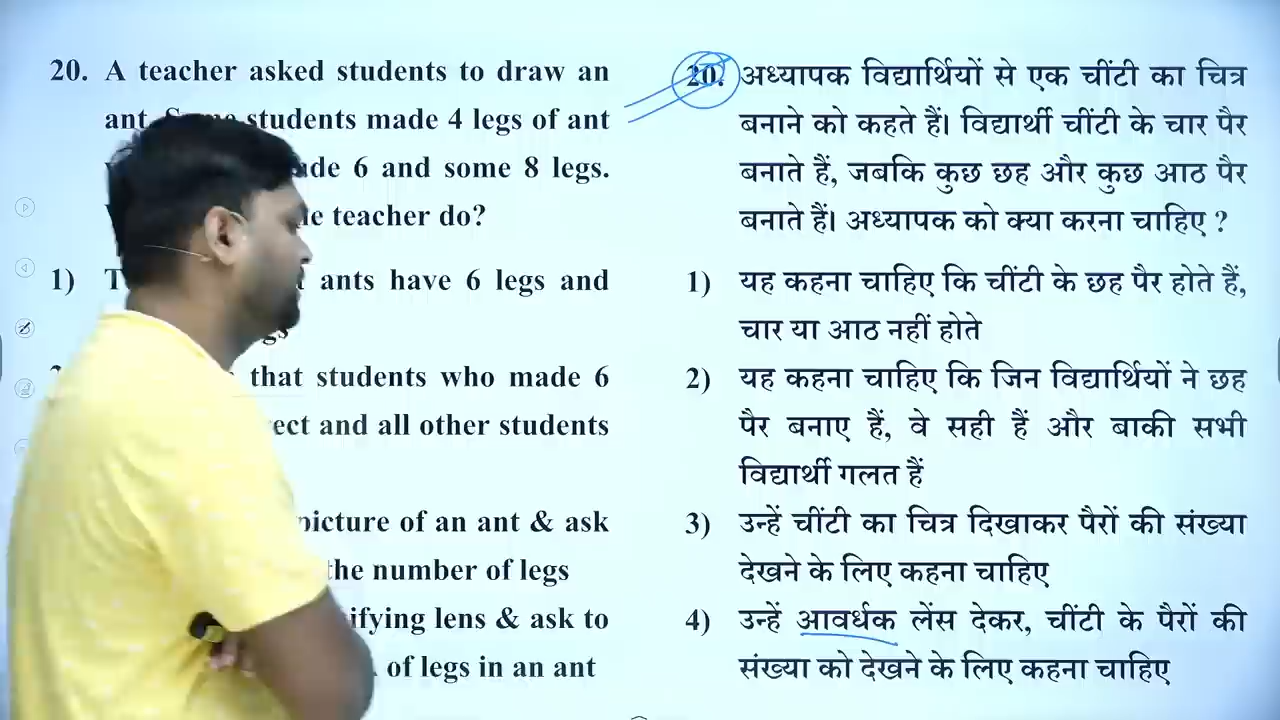 20. A teacher asked students to draw an
ant students made 4 legs of ant
6 and some 8 legs.
teacher do?
1) ants have 6 legs and
that students who made 6
and all other students
picture of an ant & ask
the number of legs
lens & ask to
of legs in an ant
20. अध्यापक विद्यार्थियों से एक चींटी का चित्र
बनाने को कहते हैं। विद्यार्थी चींटी के चार पैर
बनाते हैं, जबकि कुछ छह और कुछ आठ पैर
बनाते हैं। अध्यापक को क्या करना चाहिए ?
1) यह कहना चाहिए कि चींटी के छह पैर होते हैं,
चार या आठ नहीं होते
2) यह कहना चाहिए कि जिन विद्यार्थियों ने छह
पैर बनाए हैं, वे सही हैं और बाकी सभी
विद्यार्थी गलत हैं
3) उन्हें चींटी का चित्र दिखाकर पैरों की संख्या
देखने के लिए कहना चाहिए
4) उन्हें आवर्धक लेंस देकर, चींटी के पैरों की
संख्या को देखने के लिए कहना चाहिए